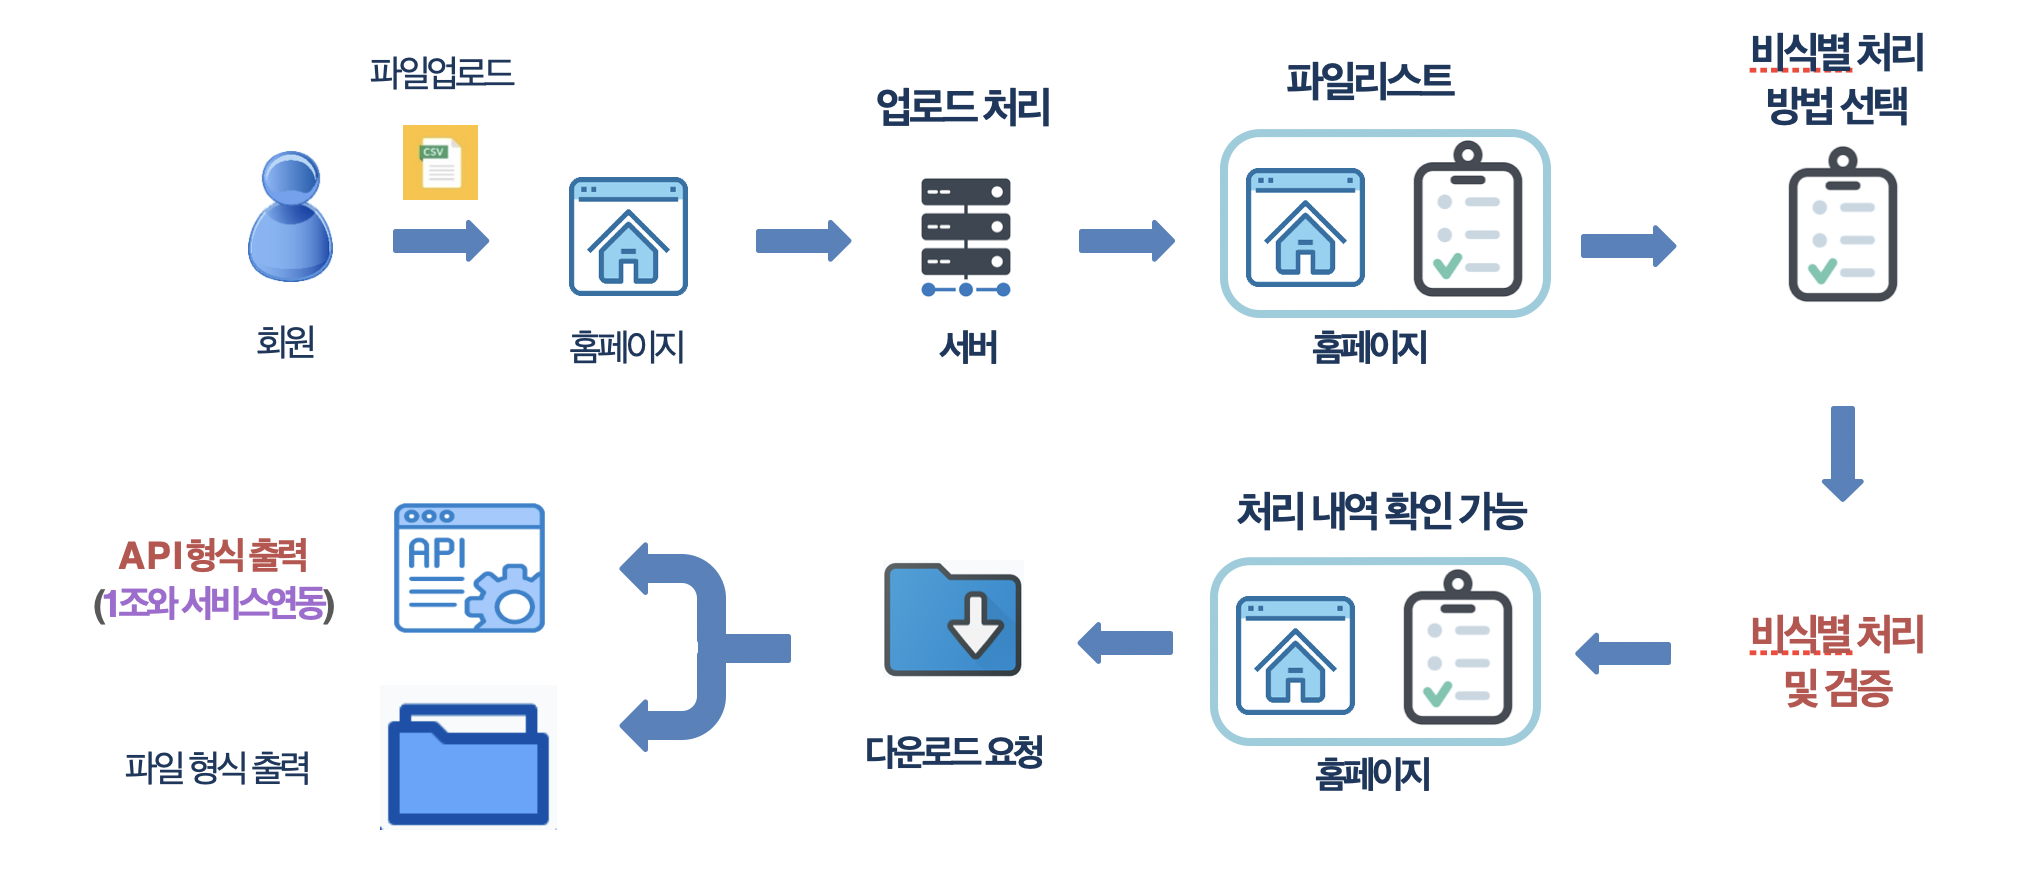 파일업로드
CSV
회원
홈페이지
업로드 처리
서버
파일리스트
홈페이지
비식별 처리
방법 선택
비식별 처리
및 검증
처리 내역 확인 가능
홈페이지
다운로드 요청
API
API 형식 출력
(1조와 서비스연동)
파일 형식 출력